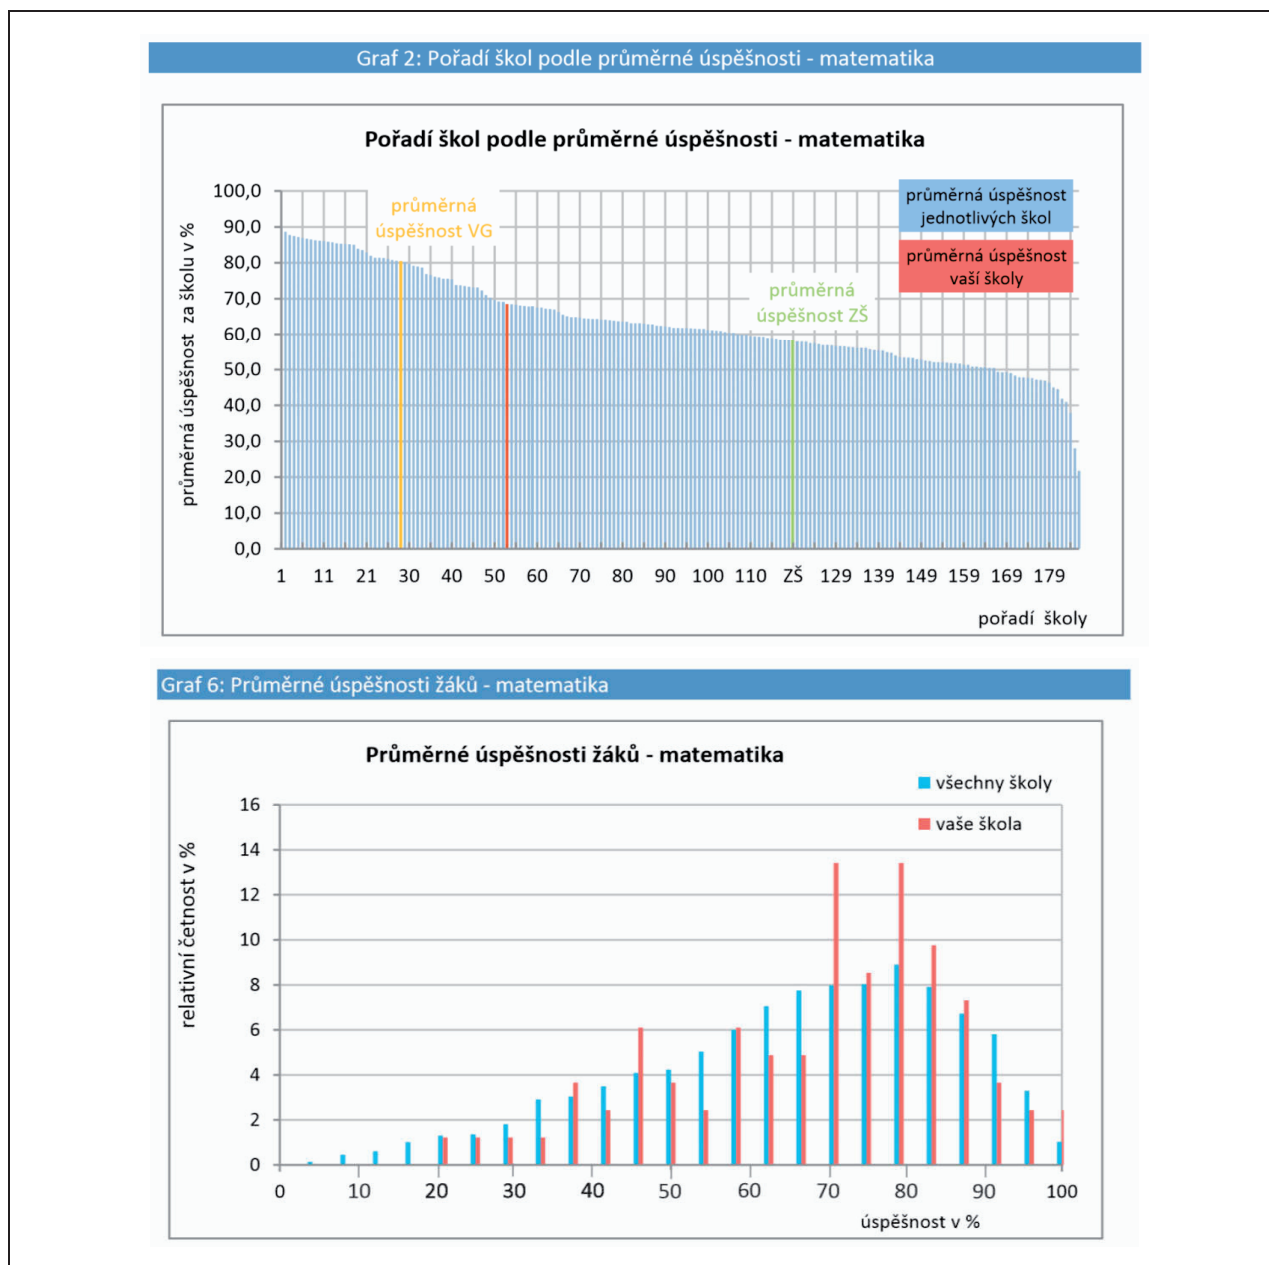 Graf 2: Pořadí škol podle průměrné úspěšnosti - matematika
Pořadí škol podle průměrné úspěšnosti - matematika
průměrná úspěšnost za školu v %
100,0
90,0
80,0
70,0
60,0
50,0
40,0
30,0
20,0
10,0
0,0
průměrná
úspěšnost VG
průměrná
úspěšnost ZŠ
průměrná úspěšnost
jednotlivých škol
průměrná úspěšnost
vaší školy
1 11 21 30 40 50 60 70 80 90 100 110 ZŠ 129 139 149 159 169 179
pořadí školy
Graf 6: Průměrné úspěšnosti žáků - matematika
Průměrné úspěšnosti žáků - matematika
všechny školy
vaše škola
relativní četnost v %
16
14
12
10
8
6
4
2
0
0 10 20 30 40 50 60 70 80 90 100
úspěšnost v %